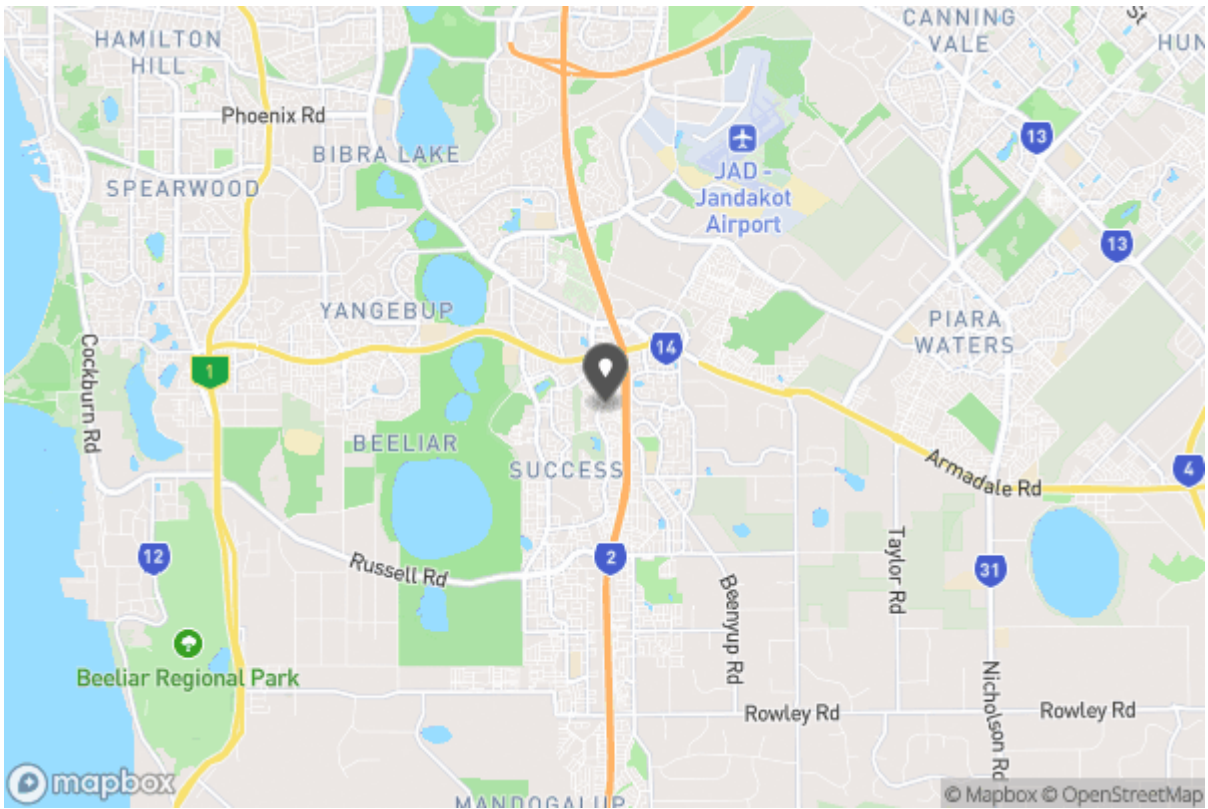 HAMILTON
HILL
CANNING
VALE
St
HUN
Phoenix Rd
13
BIBRA LAKE
SPEARWOOD
JAD -
Jandakot
Airport
13
YANGEBUP
PIARA
WATERS
14
1
Cockburn Rd
BEELIAR
SUCCESS
Armadale Rd
4
12
2
Russell Rd
Beenyup Rd
Taylor Rd
31
Beeliar Regional Park
Nicholson Rd
Rowley Rd
Rowley Rd
mapbox
MANDOGALUP
© Mapbox © OpenStreetMap